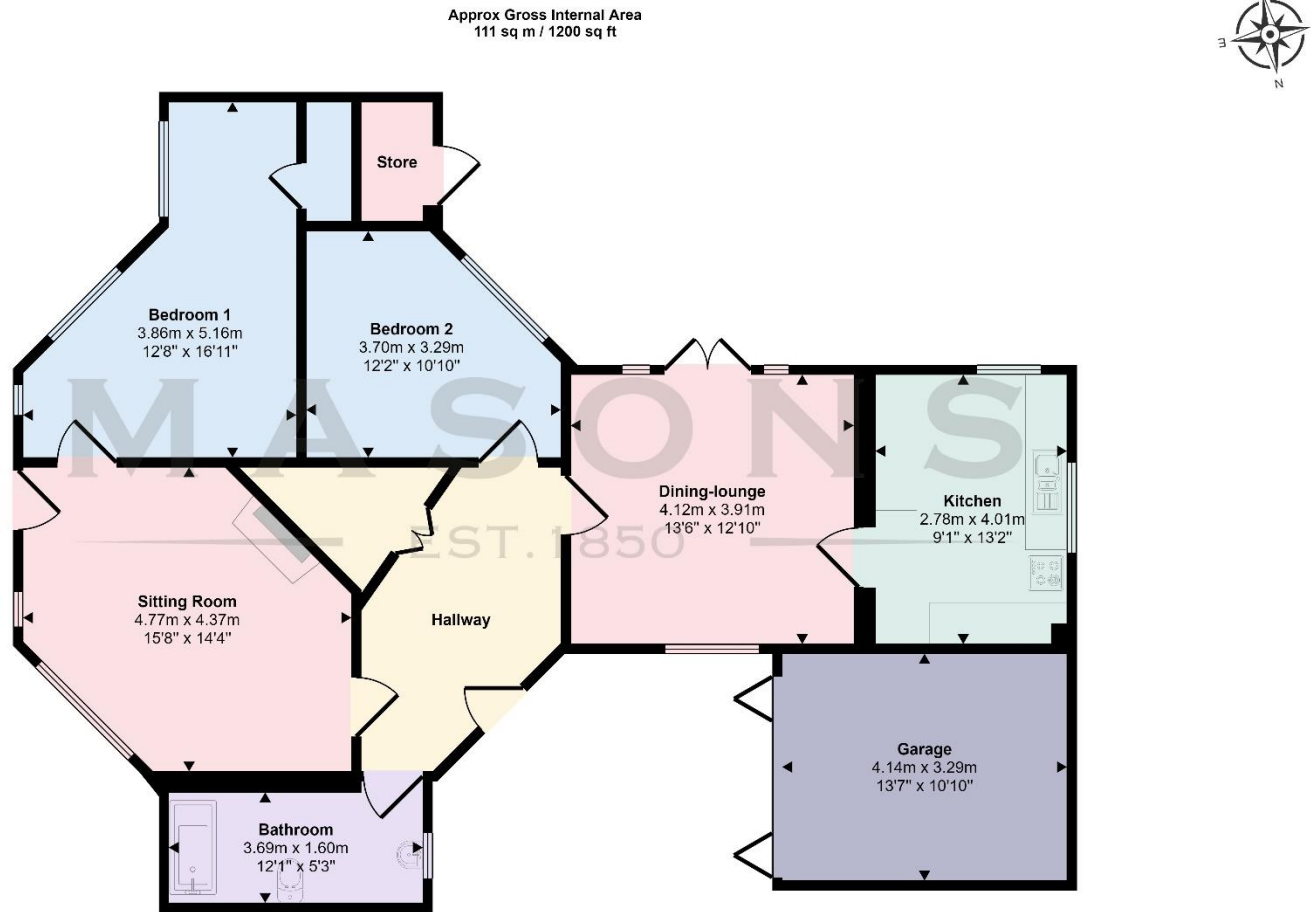 Approx Gross Internal Area
111 sq m / 1200 sq ft
E
N
Store
Bedroom 1
3.86m x 5.16m
12'8" x 16'11"
Bedroom 2
3.70m x 3.29m
12'2" x 10'10"
MASONS
EST. 1850
Dining-lounge
4.12m x 3.91m
13'6" x 12'10"
Kitchen
2.78m x 4.01m
9'1" x 13'2"
Sitting Room
4.77m x 4.37m
15'8" x 14'4"
Hallway
Garage
4.14m x 3.29m
13'7" x 10'10"
Bathroom
3.69m x 1.60m
12'1" x 5'3"